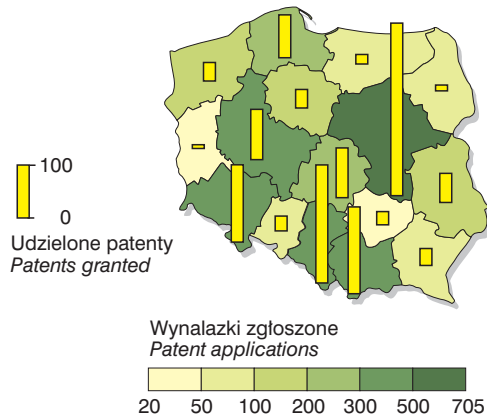 100
0
Udzielone patenty
Patents granted
Wynalazki zgłoszone
Patent applications
20 50 100 200 300 500 705